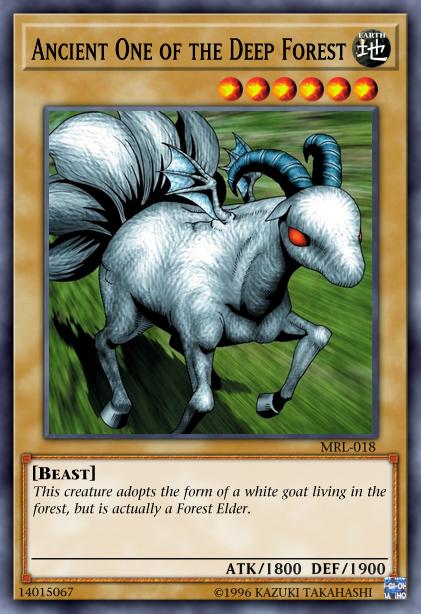 ANCIENT ONE OF THE DEEP FOREST
EARTH
地
MRL-018
[BEAST]
This creature adopts the form of a white goat living in the
forest, but is actually a Forest Elder.
ATK/1800 DEF/1900
14015067
©1996 KAZUKI TAKAHASHI